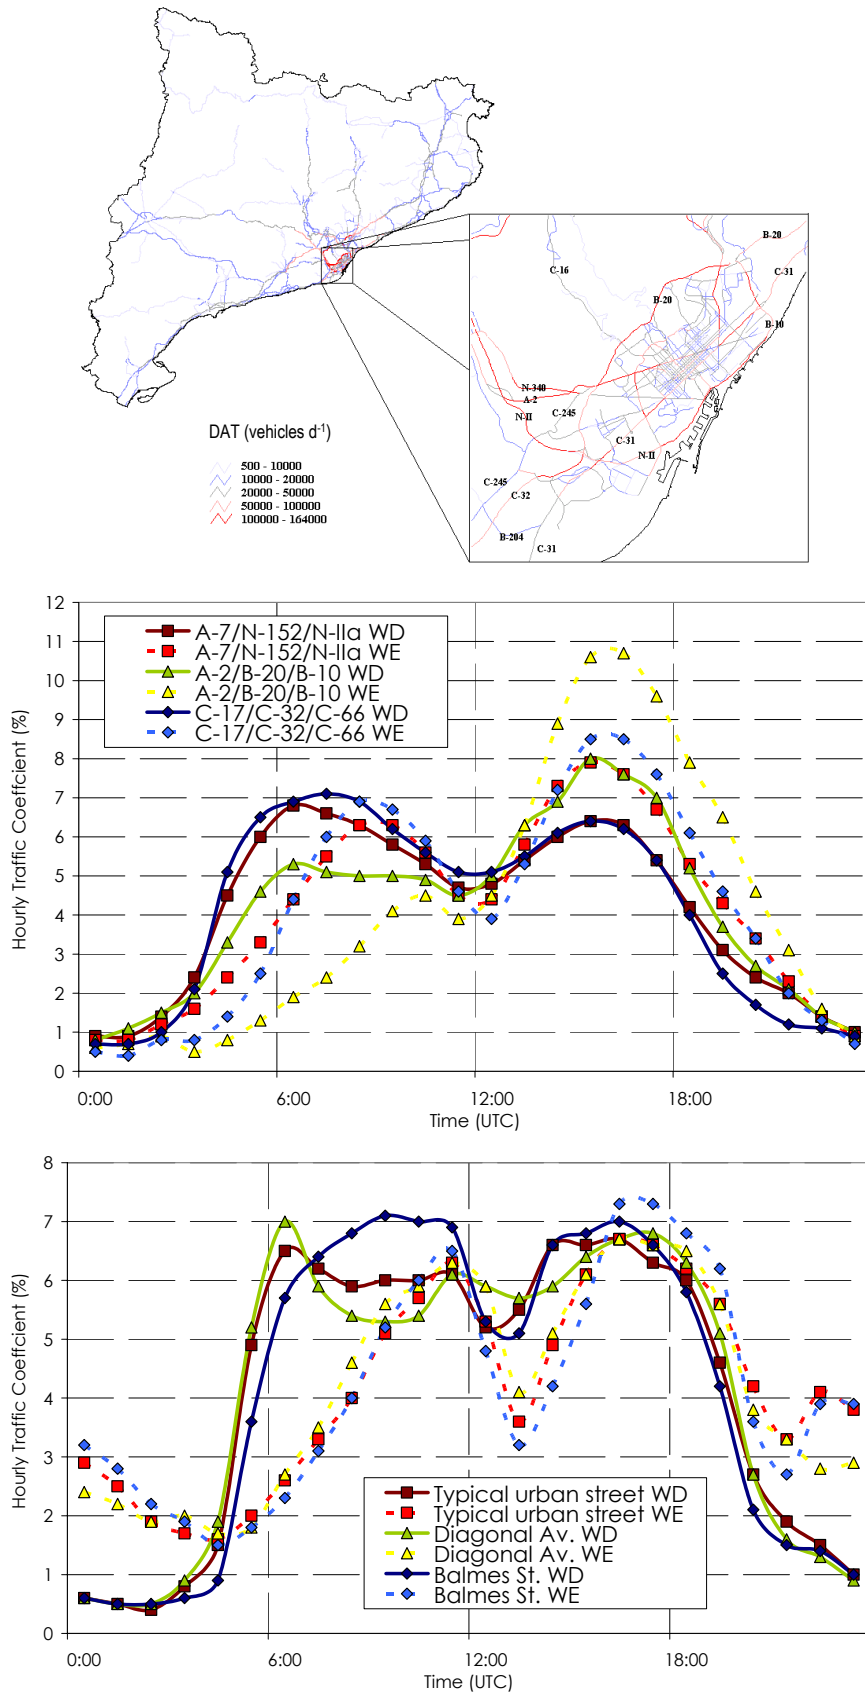 B-20
C-16
C-31
B-20
B-10
N-340
A-2
N-II
C-245
C-31
N-II
C-245
C-32
B-204
C-31
DAT (vehicles d-1)
500 - 10000
10000 - 20000
20000 - 50000
50000 - 100000
100000 - 164000
12
11
10
9
8
7
6
5
4
3
2
1
0
Hourly Traffic Coeffcient (%)
A-7/N-152/N-IIa WD
A-7/N-152/N-IIa WE
A-2/B-20/B-10 WD
A-2/B-20/B-10 WE
C-17/C-32/C-66 WD
C-17/C-32/C-66 WE
0:00 6:00 12:00 18:00
Time (UTC)
8
7
6
5
4
3
2
1
0
Hourly Traffic Coeffcient (%)
Typical urban street WD
Typical urban street WE
Diagonal Av. WD
Diagonal Av. WE
Balmes St. WD
Balmes St. WE
0:00 6:00 12:00 18:00
Time (UTC)